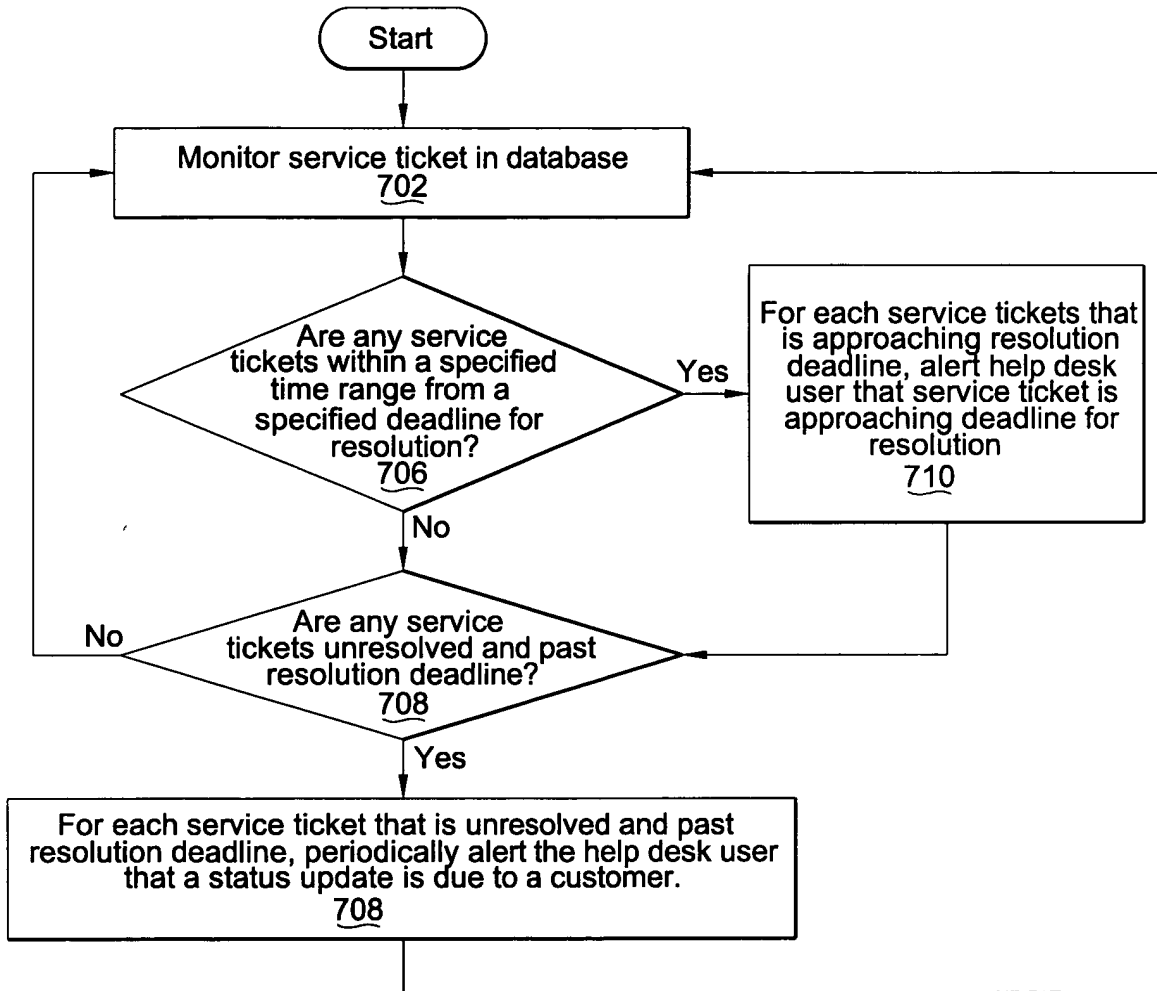 Start
Monitor service ticket in database
702
Are any service
tickets within a specified
time range from a
specified deadline for
resolution?
706
Yes
For each service tickets that
is approaching resolution
deadline, alert help desk
user that service ticket is
approaching deadline for
resolution
710
No
Are any service
tickets unresolved and past
resolution deadline?
708
No
Yes
For each service ticket that is unresolved and past
resolution deadline, periodically alert the help desk user
that a status update is due to a customer.
708